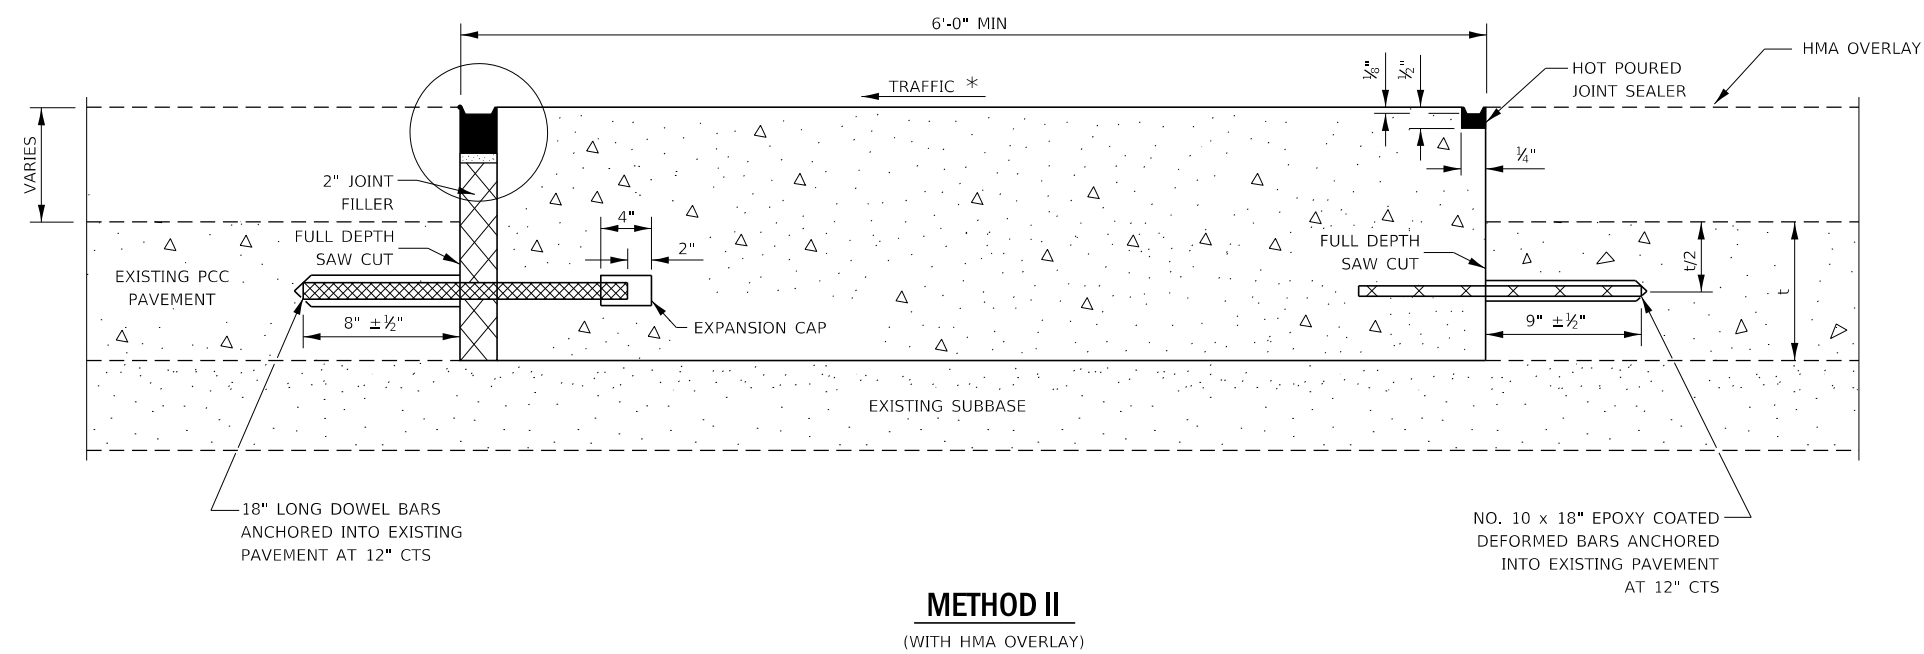 6'-0" MIN
HMA OVERLAY
HOT POURED
JOINT SEALER
⅛"
½"
TRAFFIC *
¼"
VARIES
2" JOINT
FILLER
4"
2"
FULL DEPTH
SAW CUT
FULL DEPTH
SAW CUT
t/2
t
EXISTING PCC
PAVEMENT
8" ±½"
EXPANSION CAP
9" ±½"
EXISTING SUBBASE
18" LONG DOWEL BARS
ANCHORED INTO EXISTING
PAVEMENT AT 12" CTS
NO. 10 x 18" EPOXY COATED
DEFORMED BARS ANCHORED
INTO EXISTING PAVEMENT
AT 12" CTS
METHOD II
(WITH HMA OVERLAY)